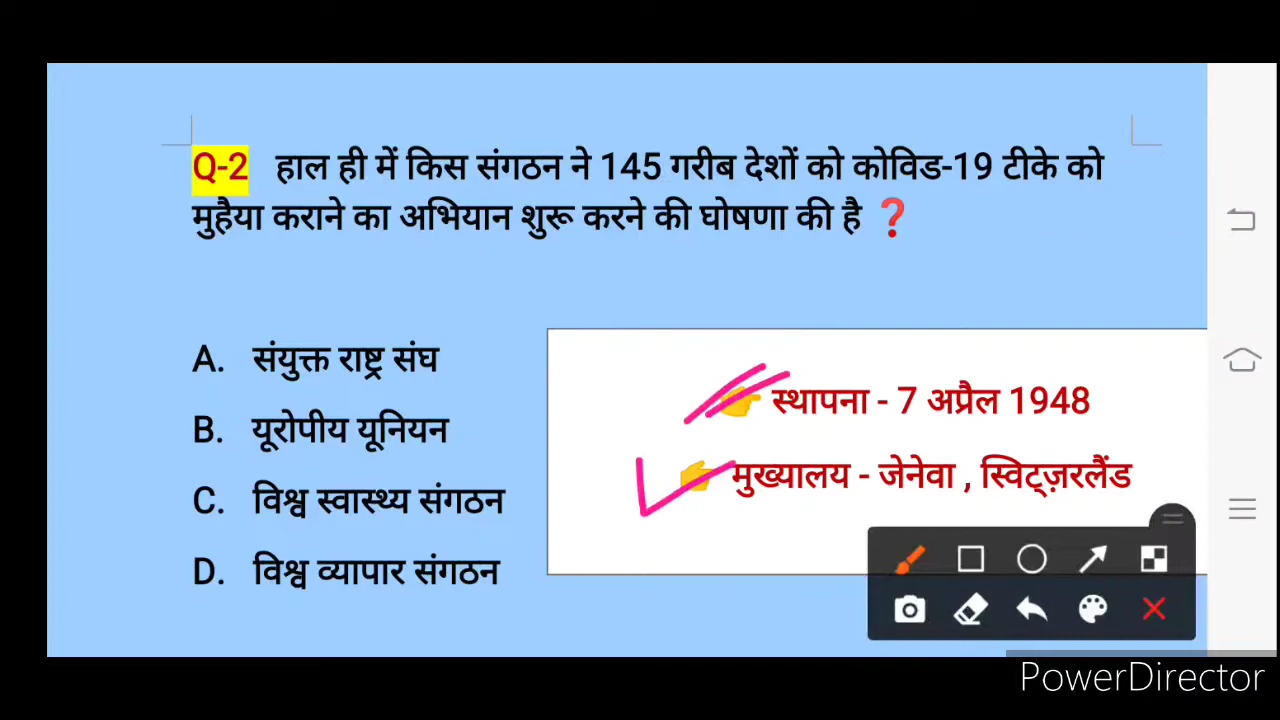 Q-2 हाल ही में किस संगठन ने 145 गरीब देशों को कोविड-19 टीके को
मुहैया कराने का अभियान शुरू करने की घोषणा की है ❓
A. संयुक्त राष्ट्र संघ
B. यूरोपीय यूनियन
C. विश्व स्वास्थ्य संगठन
D. विश्व व्यापार संगठन
👉 स्थापना - 7 अप्रैल 1948
👉 मुख्यालय - जेनेवा , स्विट्ज़रलैंड
PowerDirector